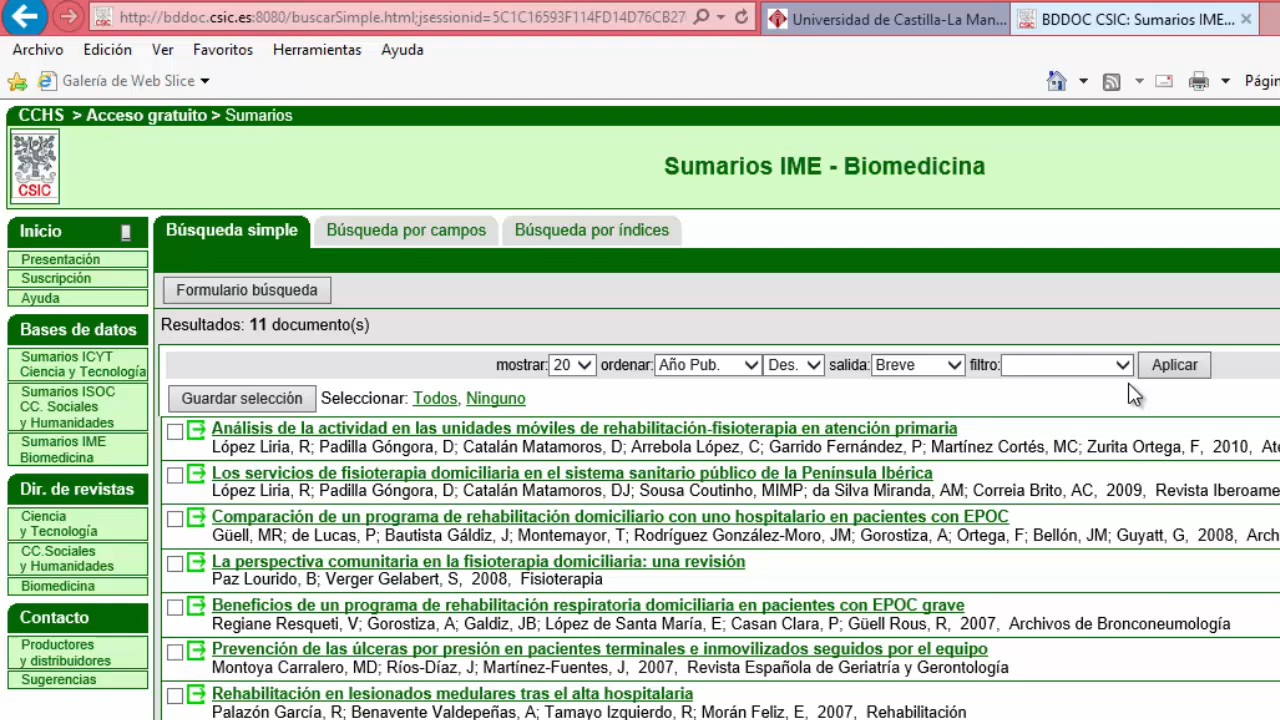 http://bddoc.csic.es:8080/buscarSimple.html;jsessionid=5C1C16593F114FD14D76CB27
Universidad de Castilla-La Man...
BDDOC CSIC: Sumarios IME...
Archivo Edición Ver Favoritos Herramientas Ayuda
Galería de Web Slice
Págin
CCHS > Acceso gratuito > Sumarios
CSIC
Sumarios IME - Biomedicina
Inicio
Presentación
Suscripción
Ayuda
Bases de datos
Sumarios ICYT
Ciencia y Tecnología
Sumarios ISOC
CC. Sociales
y Humanidades
Sumarios IME
Biomedicina
Dir. de revistas
Ciencia
y Tecnología
CC.Sociales
y Humanidades
Biomedicina
Contacto
Productores
y distribuidores
Sugerencias
Búsqueda simple Búsqueda por campos Búsqueda por índices
Formulario búsqueda
Resultados: 11 documento(s)
mostrar: 20 ordenar: Año Pub. Des. salida: Breve filtro: Aplicar
Guardar selección Seleccionar: Todos, Ninguno
Análisis de la actividad en las unidades móviles de rehabilitación-fisioterapia en atención primaria
López Liria, R; Padilla Góngora, D; Catalán Matamoros, D; Arrebola López, C; Garrido Fernández, P; Martínez Cortés, MC; Zurita Ortega, F, 2010, Ate
Los servicios de fisioterapia domiciliaria en el sistema sanitario público de la Península Ibérica
López Liria, R; Padilla Góngora, D; Catalán Matamoros, DJ; Sousa Coutinho, MIMP; da Silva Miranda, AM; Correia Brito, AC, 2009, Revista Iberoame
Comparación de un programa de rehabilitación domiciliario con uno hospitalario en pacientes con EPOC
Güell, MR; de Lucas, P; Bautista Gáldiz, J; Montemayor, T; Rodríguez González-Moro, JM; Gorostiza, A; Ortega, F; Bellón, JM; Guyatt, G, 2008, Arch
La perspectiva comunitaria en la fisioterapia domiciliaria: una revisión
Paz Lourido, B; Verger Gelabert, S, 2008, Fisioterapia
Beneficios de un programa de rehabilitación respiratoria domiciliaria en pacientes con EPOC grave
Regiane Resqueti, V; Gorostiza, A; Galdiz, JB; López de Santa María, E; Casan Clara, P; Güell Rous, R, 2007, Archivos de Bronconeumología
Prevención de las úlceras por presión en pacientes terminales e inmovilizados seguidos por el equipo
Montoya Carralero, MD; Ríos-Díaz, J; Martínez-Fuentes, J, 2007, Revista Española de Geriatría y Gerontología
Rehabilitación en lesionados medulares tras el alta hospitalaria
Palazón García, R; Benavente Valdepeñas, A; Tamayo Izquierdo, R; Morán Feliz, E, 2007, Rehabilitación